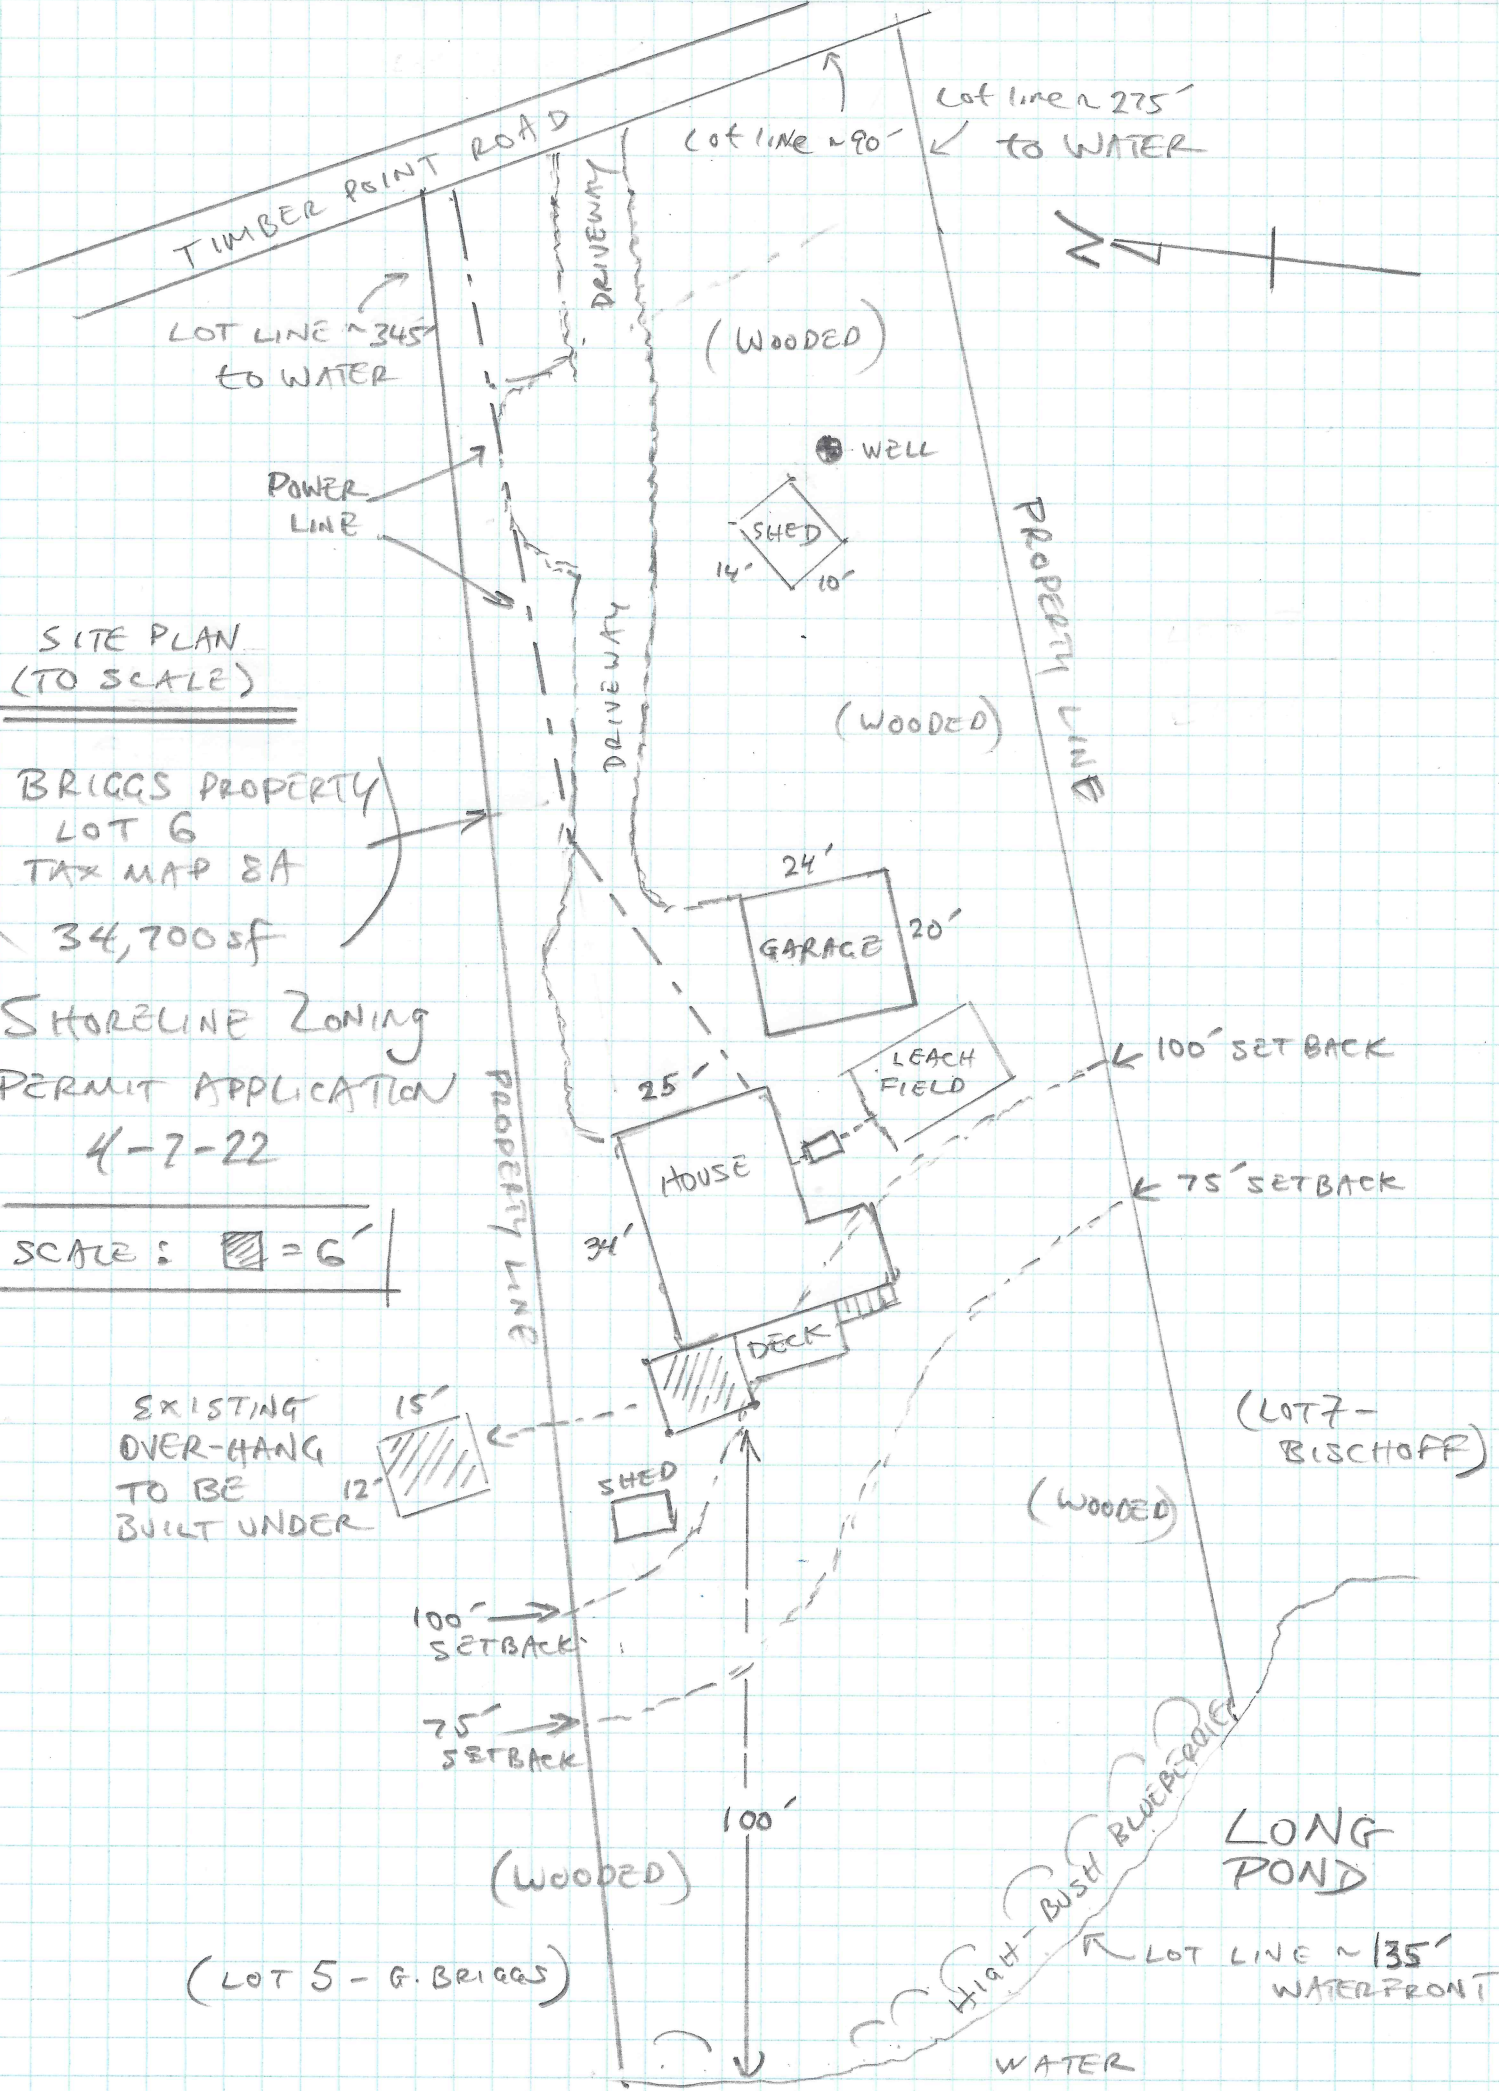 TIMBER POINT ROAD
Lot line ~ 275'
to WATER
Lot line ~90'
DRIVEWAY
N
LOT LINE ~345'
to WATER
(WOODED)
WELL
POWER
LINE
SHED
14'
10'
PROPERTY LINE
SITE PLAN
(TO SCALE)
DRIVEWAY
(WOODED)
BRIGGS PROPERTY
LOT 6
TAX MAP 8A
34,700 sf
24'
GARAGE
20'
SHORELINE ZONING
PERMIT APPLICATION
4-7-22
LEACH
FIELD
100' SETBACK
25'
PROPERTY LINE
HOUSE
34'
75' SETBACK
SCALE: = 6'
DECK
EXISTING
OVER-HANG
TO BE
BUILT UNDER
15'
12'
SHED
(LOT 7 -
BISCHOFF)
(WOODED)
100'
SETBACK
75'
SETBACK
100'
(WOODED)
HIGH-BUSH BLUEBERRIES
LONG
POND
(LOT 5 - G. BRIGGS)
LOT LINE ~ 135'
WATERFRONT
WATER